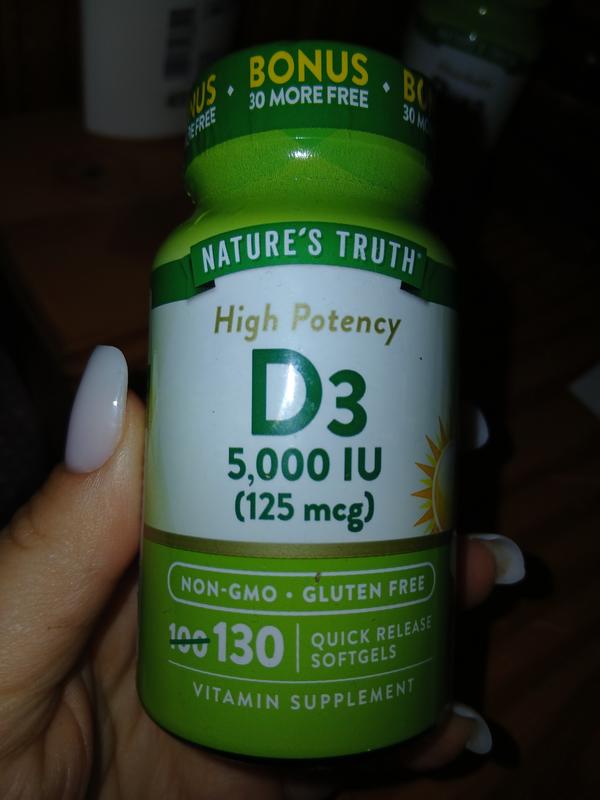 BONUS
30 MORE FREE
NATURE'S TRUTH
High Potency
D3
5,000 IU
(125 mcg)
NON-GMO • GLUTEN FREE
100 130 QUICK RELEASE
SOFTGELS
VITAMIN SUPPLEMENT